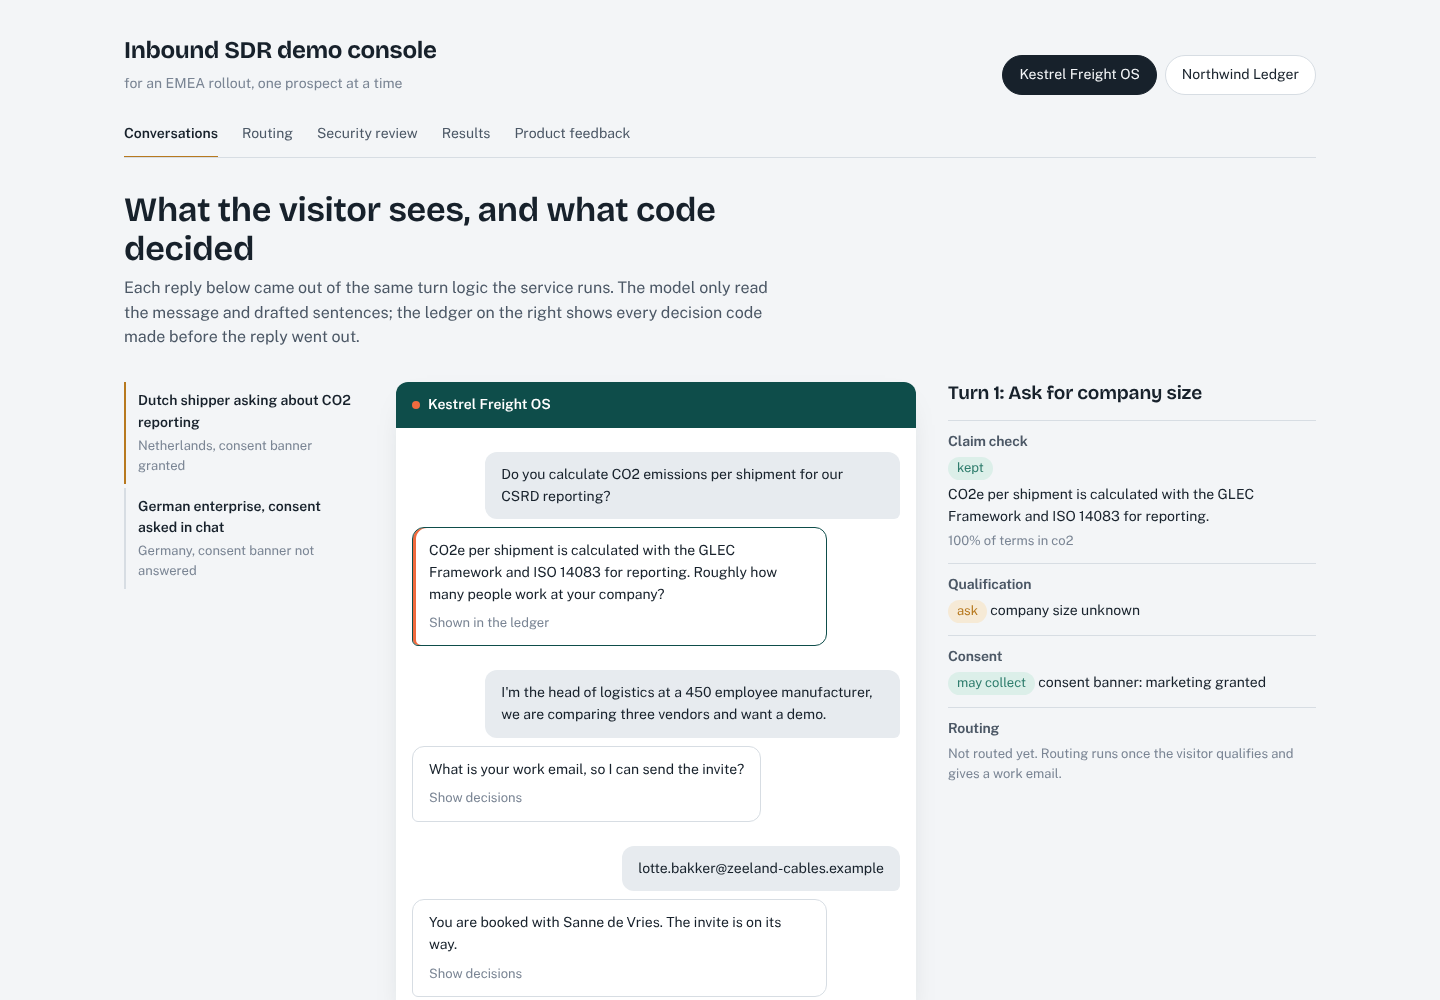 Inbound SDR demo console
for an EMEA rollout, one prospect at a time
Kestrel Freight OS
Northwind Ledger
Conversations
Routing
Security review
Results
Product feedback
What the visitor sees, and what code
decided
Each reply below came out of the same turn logic the service runs. The model only read
the message and drafted sentences; the ledger on the right shows every decision code
made before the reply went out.
Dutch shipper asking about CO2
reporting
Netherlands, consent banner
granted
German enterprise, consent
asked in chat
Germany, consent banner not
answered
Kestrel Freight OS
Do you calculate CO2 emissions per shipment for our
CSRD reporting?
CO2e per shipment is calculated with the GLEC
Framework and ISO 14083 for reporting. Roughly how
many people work at your company?
Shown in the ledger
I'm the head of logistics at a 450 employee manufacturer,
we are comparing three vendors and want a demo.
What is your work email, so I can send the invite?
Show decisions
lotte.bakker@zeeland-cables.example
You are booked with Sanne de Vries. The invite is on its
way.
Show decisions
Turn 1: Ask for company size
Claim check
kept
CO2e per shipment is calculated with the GLEC
Framework and ISO 14083 for reporting.
100% of terms in co2
Qualification
ask company size unknown
Consent
may collect consent banner: marketing granted
Routing
Not routed yet. Routing runs once the visitor qualifies and
gives a work email.